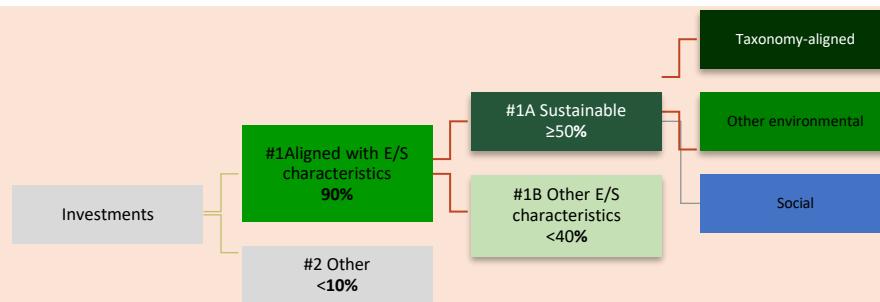 Taxonomy-aligned
#1A Sustainable
≥50%
Other environmental
#1Aligned with E/S
characteristics
90%
#1B Other E/S
characteristics
<40%
Social
Investments
#2 Other
<10%